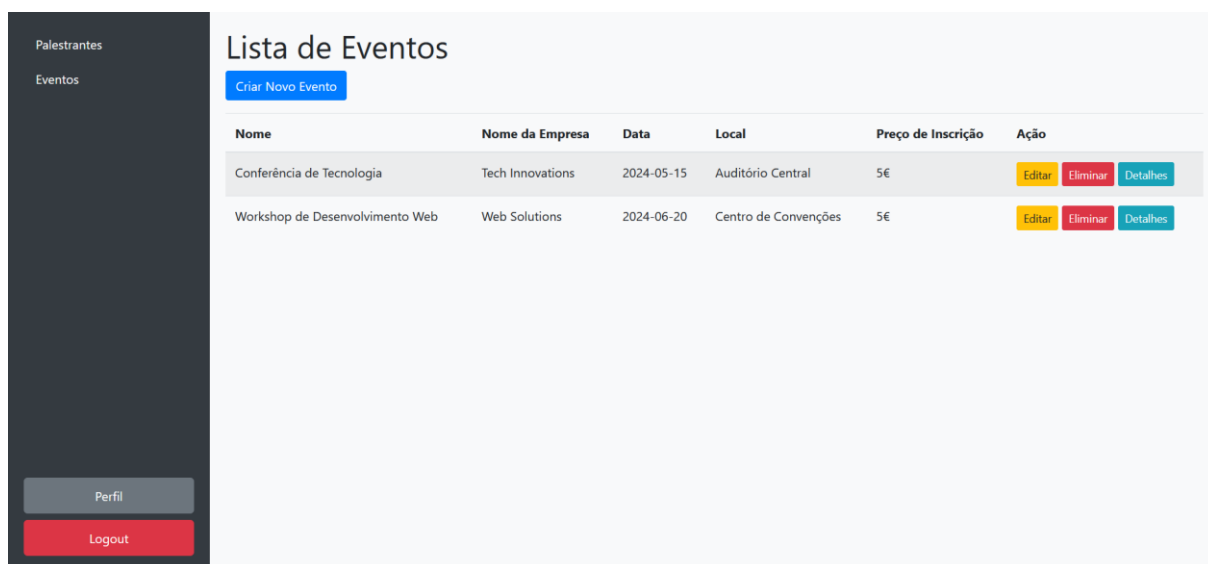 Palestrantes
Eventos
Perfil
Logout
Lista de Eventos
Criar Novo Evento
Nome Nome da Empresa Data Local Preço de Inscrição Ação
Conferência de Tecnologia Tech Innovations 2024-05-15 Auditório Central 5€ Editar Eliminar Detalhes
Workshop de Desenvolvimento Web Web Solutions 2024-06-20 Centro de Convenções 5€ Editar Eliminar Detalhes